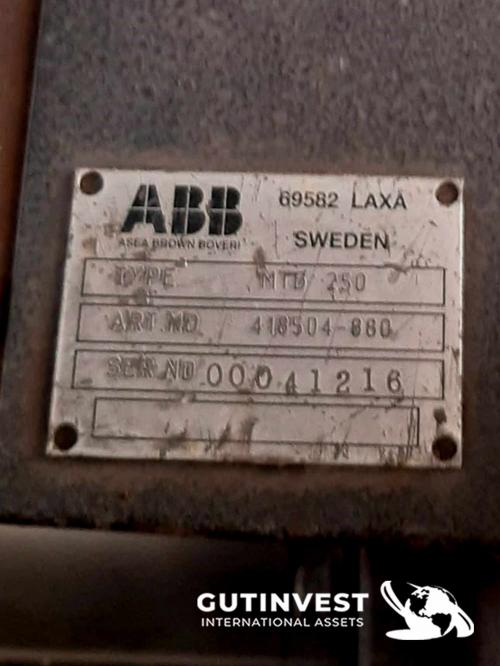 ABB
ASEA BROWN BOVERI
69582 LAXÅ
SWEDEN
TYPE MTB 250
ART.NO 418504-880
SER NO 00041216
GUTINVEST
INTERNATIONAL ASSETS